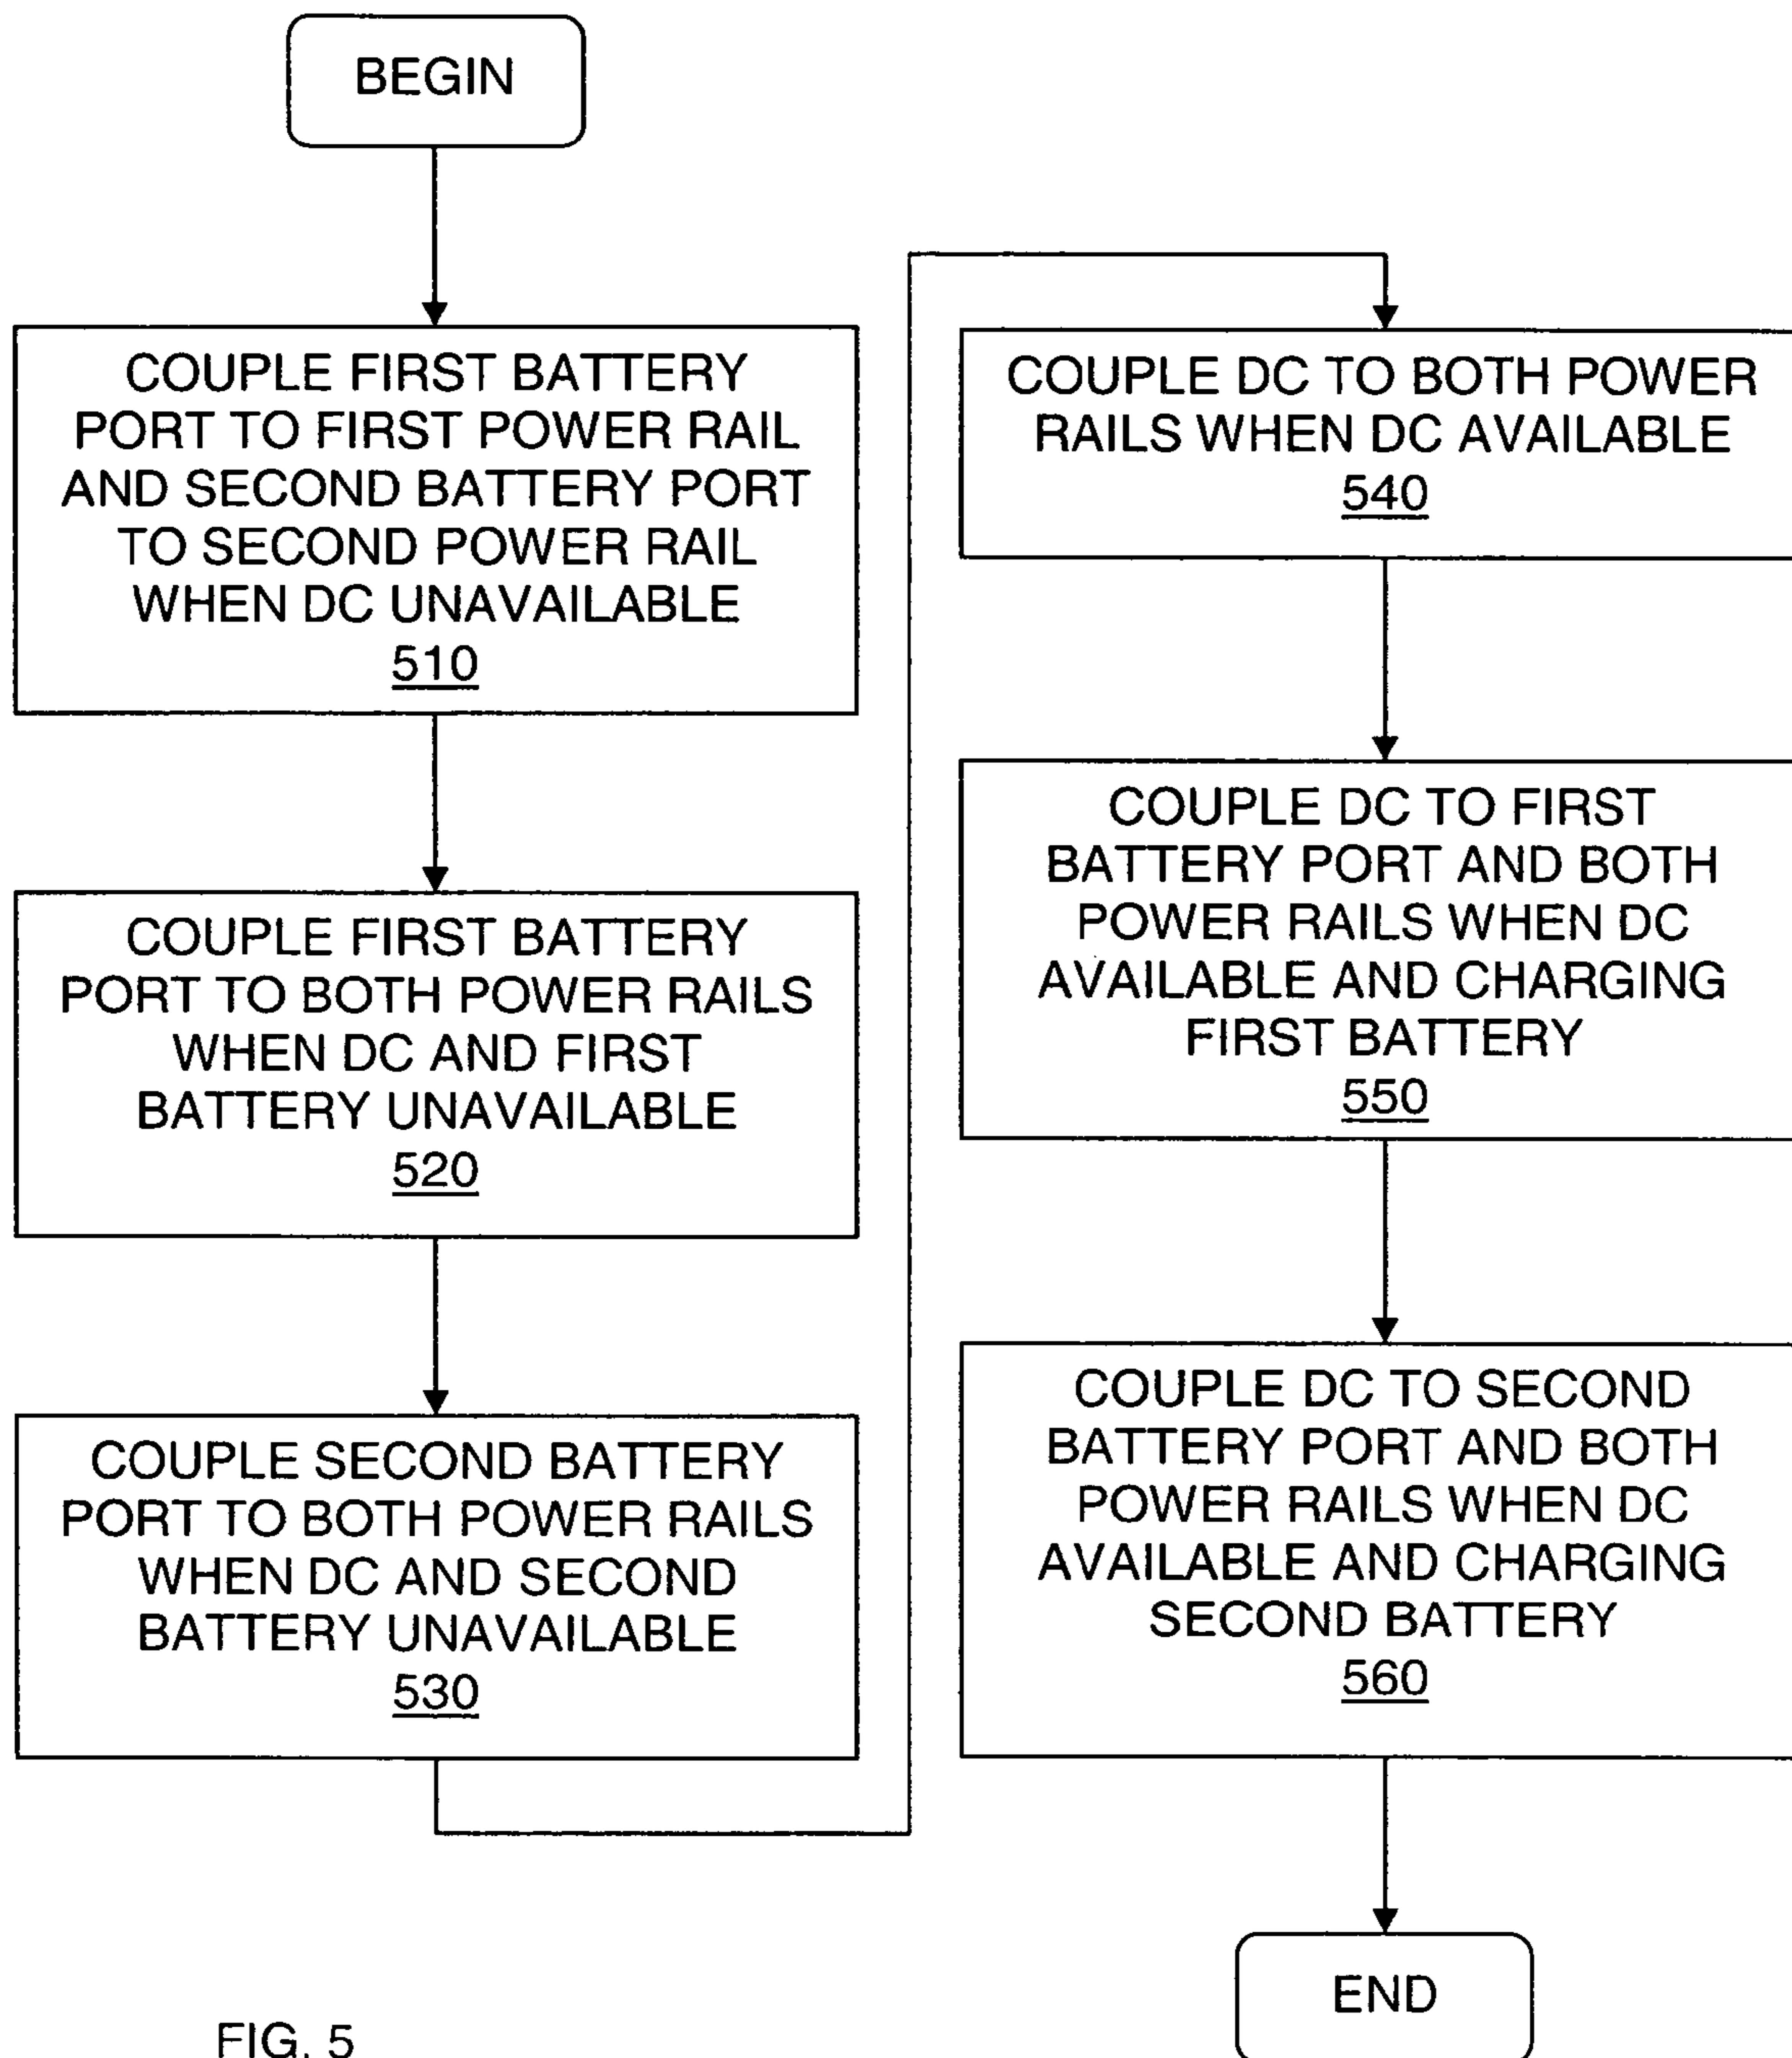 BEGIN
COUPLE FIRST BATTERY
PORT TO FIRST POWER RAIL
AND SECOND BATTERY PORT
TO SECOND POWER RAIL
WHEN DC UNAVAILABLE
510
COUPLE FIRST BATTERY
PORT TO BOTH POWER RAILS
WHEN DC AND FIRST
BATTERY UNAVAILABLE
520
COUPLE SECOND BATTERY
PORT TO BOTH POWER RAILS
WHEN DC AND SECOND
BATTERY UNAVAILABLE
530
COUPLE DC TO BOTH POWER
RAILS WHEN DC AVAILABLE
540
COUPLE DC TO FIRST
BATTERY PORT AND BOTH
POWER RAILS WHEN DC
AVAILABLE AND CHARGING
FIRST BATTERY
550
COUPLE DC TO SECOND
BATTERY PORT AND BOTH
POWER RAILS WHEN DC
AVAILABLE AND CHARGING
SECOND BATTERY
560
END
FIG. 5